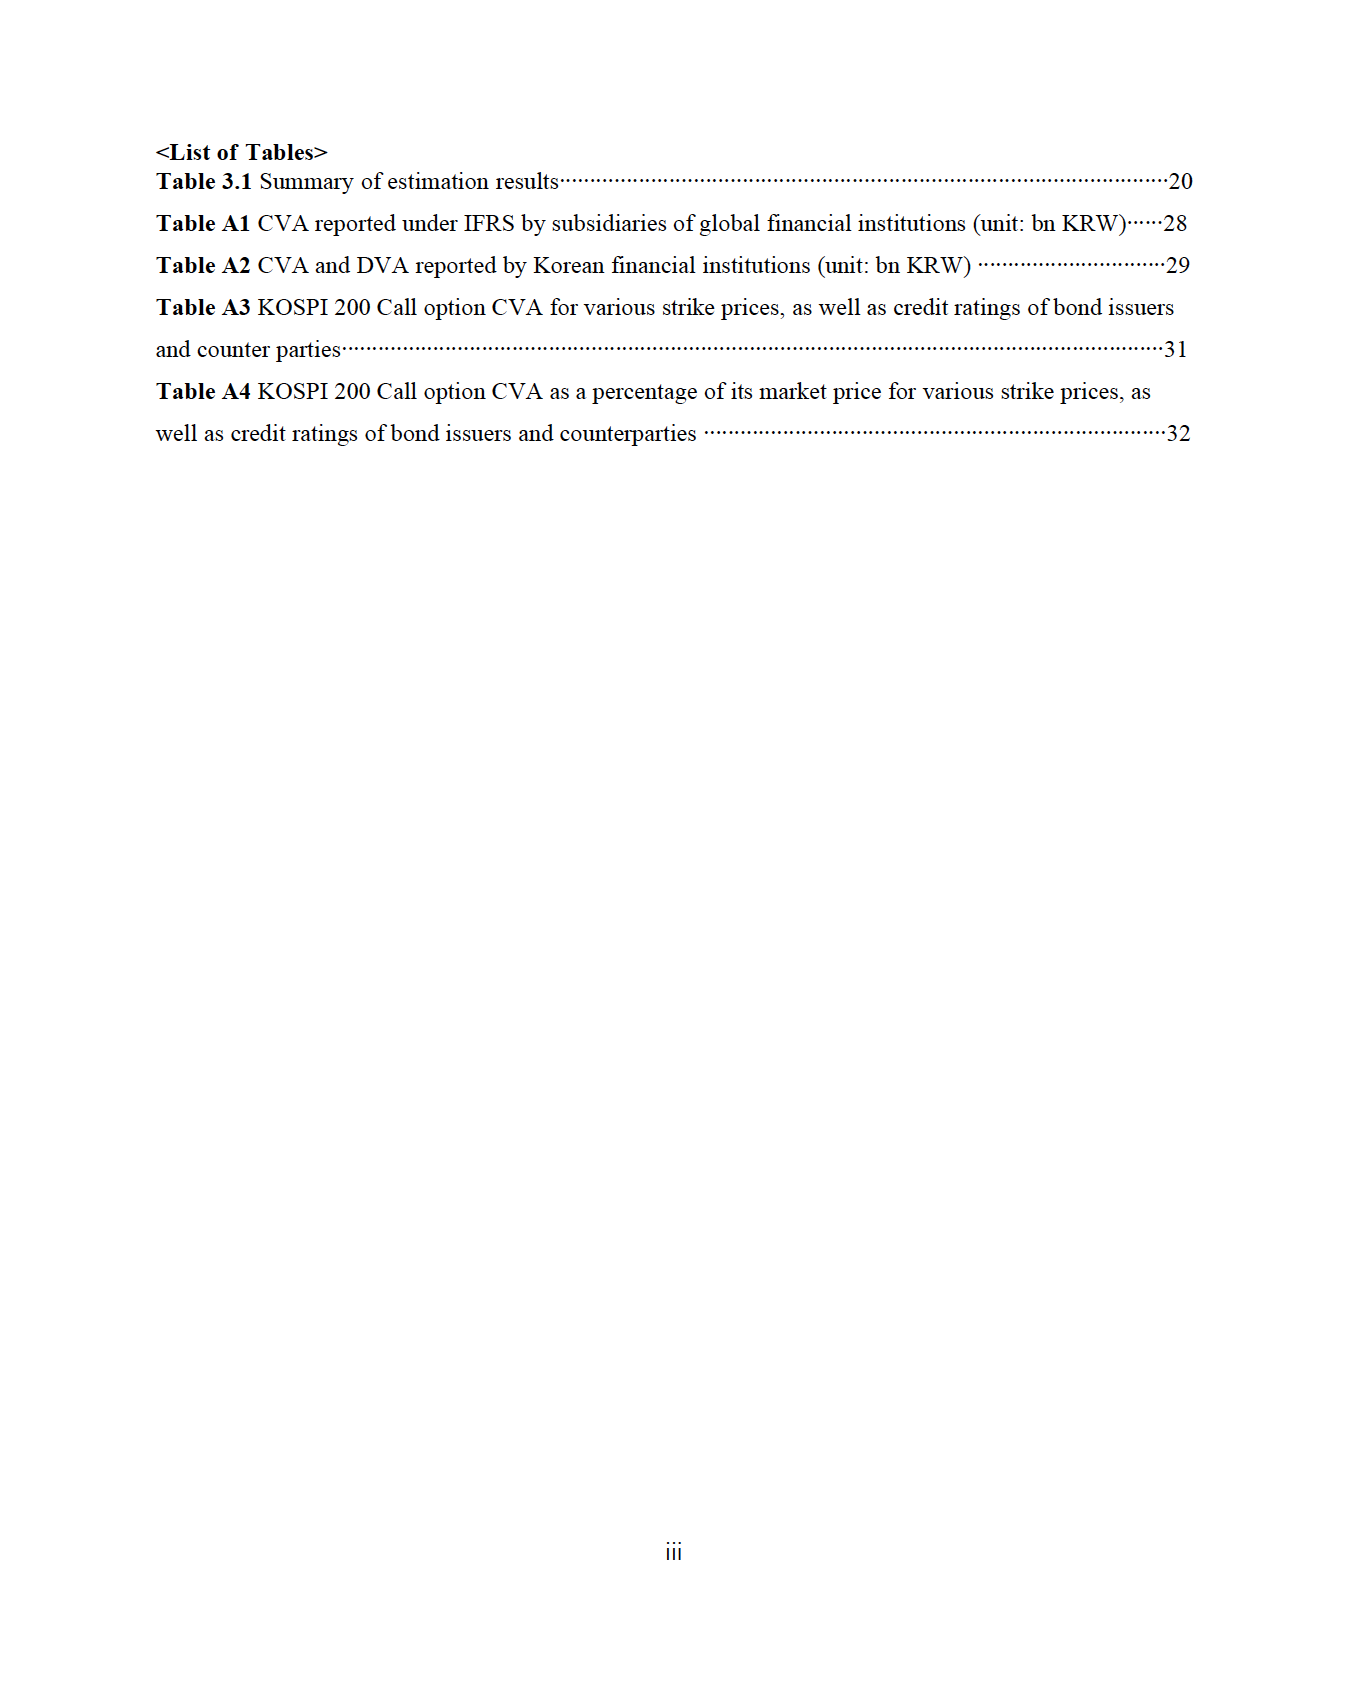 <List of Tables>
Table 3.1 Summary of estimation results⋯⋯⋯⋯⋯⋯⋯⋯⋯⋯⋯⋯⋯⋯⋯⋯⋯⋯⋯⋯⋯⋯⋯⋯⋯⋯⋯⋯⋯⋯⋯⋯⋯20
Table A1 CVA reported under IFRS by subsidiaries of global financial institutions (unit: bn KRW)⋯⋯28
Table A2 CVA and DVA reported by Korean financial institutions (unit: bn KRW) ⋯⋯⋯⋯⋯⋯⋯⋯⋯⋯29
Table A3 KOSPI 200 Call option CVA for various strike prices, as well as credit ratings of bond issuers
and counter parties⋯⋯⋯⋯⋯⋯⋯⋯⋯⋯⋯⋯⋯⋯⋯⋯⋯⋯⋯⋯⋯⋯⋯⋯⋯⋯⋯⋯⋯⋯⋯⋯⋯⋯⋯⋯⋯⋯⋯⋯⋯⋯⋯⋯31
Table A4 KOSPI 200 Call option CVA as a percentage of its market price for various strike prices, as
well as credit ratings of bond issuers and counterparties ⋯⋯⋯⋯⋯⋯⋯⋯⋯⋯⋯⋯⋯⋯⋯⋯⋯⋯⋯⋯⋯⋯⋯⋯⋯32
iii